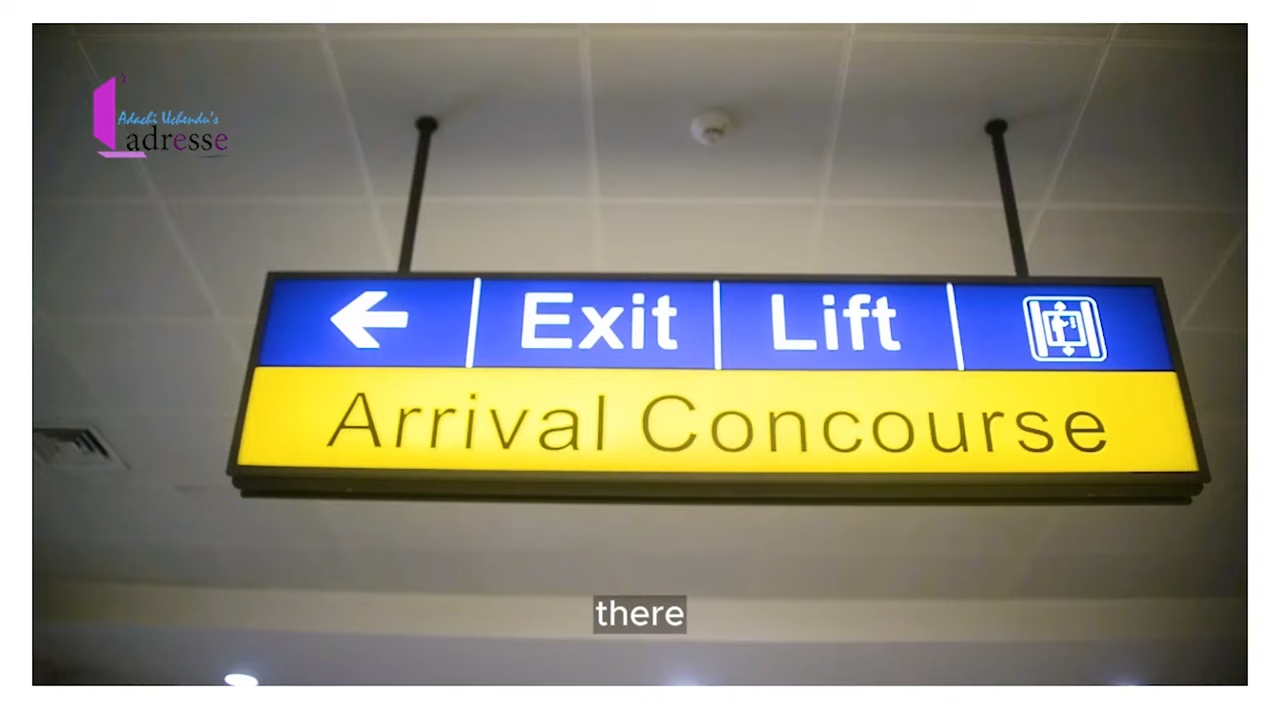 Adachi Uchendu's
adresse
Exit Lift
Arrival Concourse
there